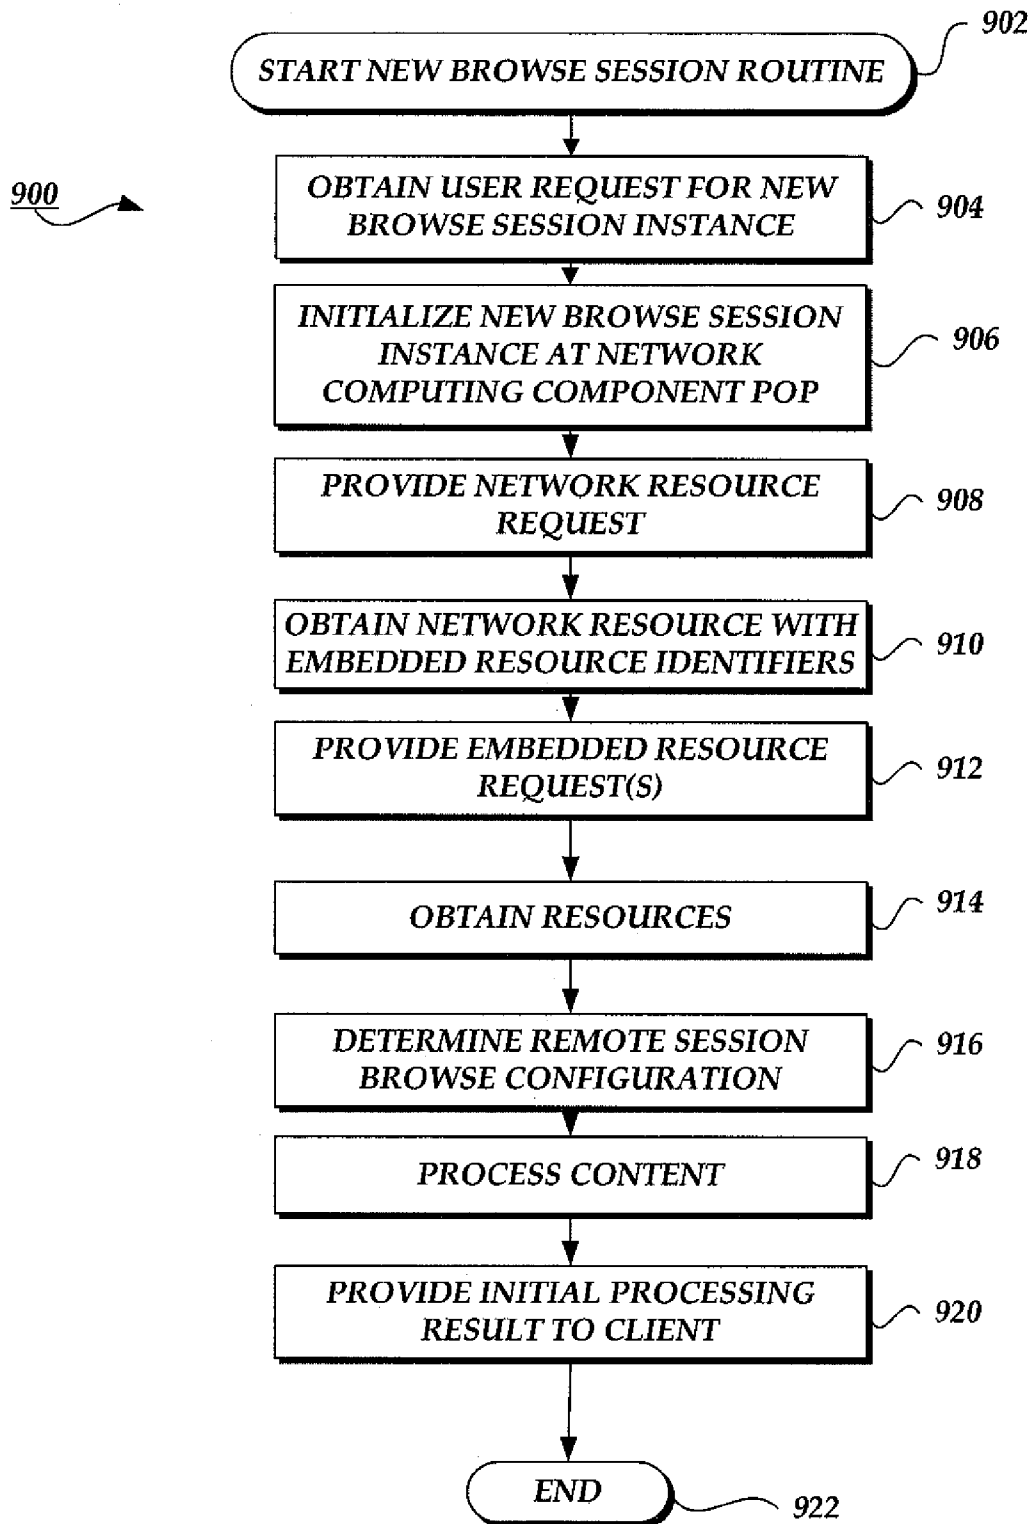 902
START NEW BROWSE SESSION ROUTINE
900
OBTAIN USER REQUEST FOR NEW
BROWSE SESSION INSTANCE
904
INITIALIZE NEW BROWSE SESSION
INSTANCE AT NETWORK
COMPUTING COMPONENT POP
906
PROVIDE NETWORK RESOURCE
REQUEST
908
OBTAIN NETWORK RESOURCE WITH
EMBEDDED RESOURCE IDENTIFIERS
910
PROVIDE EMBEDDED RESOURCE
REQUEST(S)
912
OBTAIN RESOURCES
914
DETERMINE REMOTE SESSION
BROWSE CONFIGURATION
916
PROCESS CONTENT
918
PROVIDE INITIAL PROCESSING
RESULT TO CLIENT
920
END
922